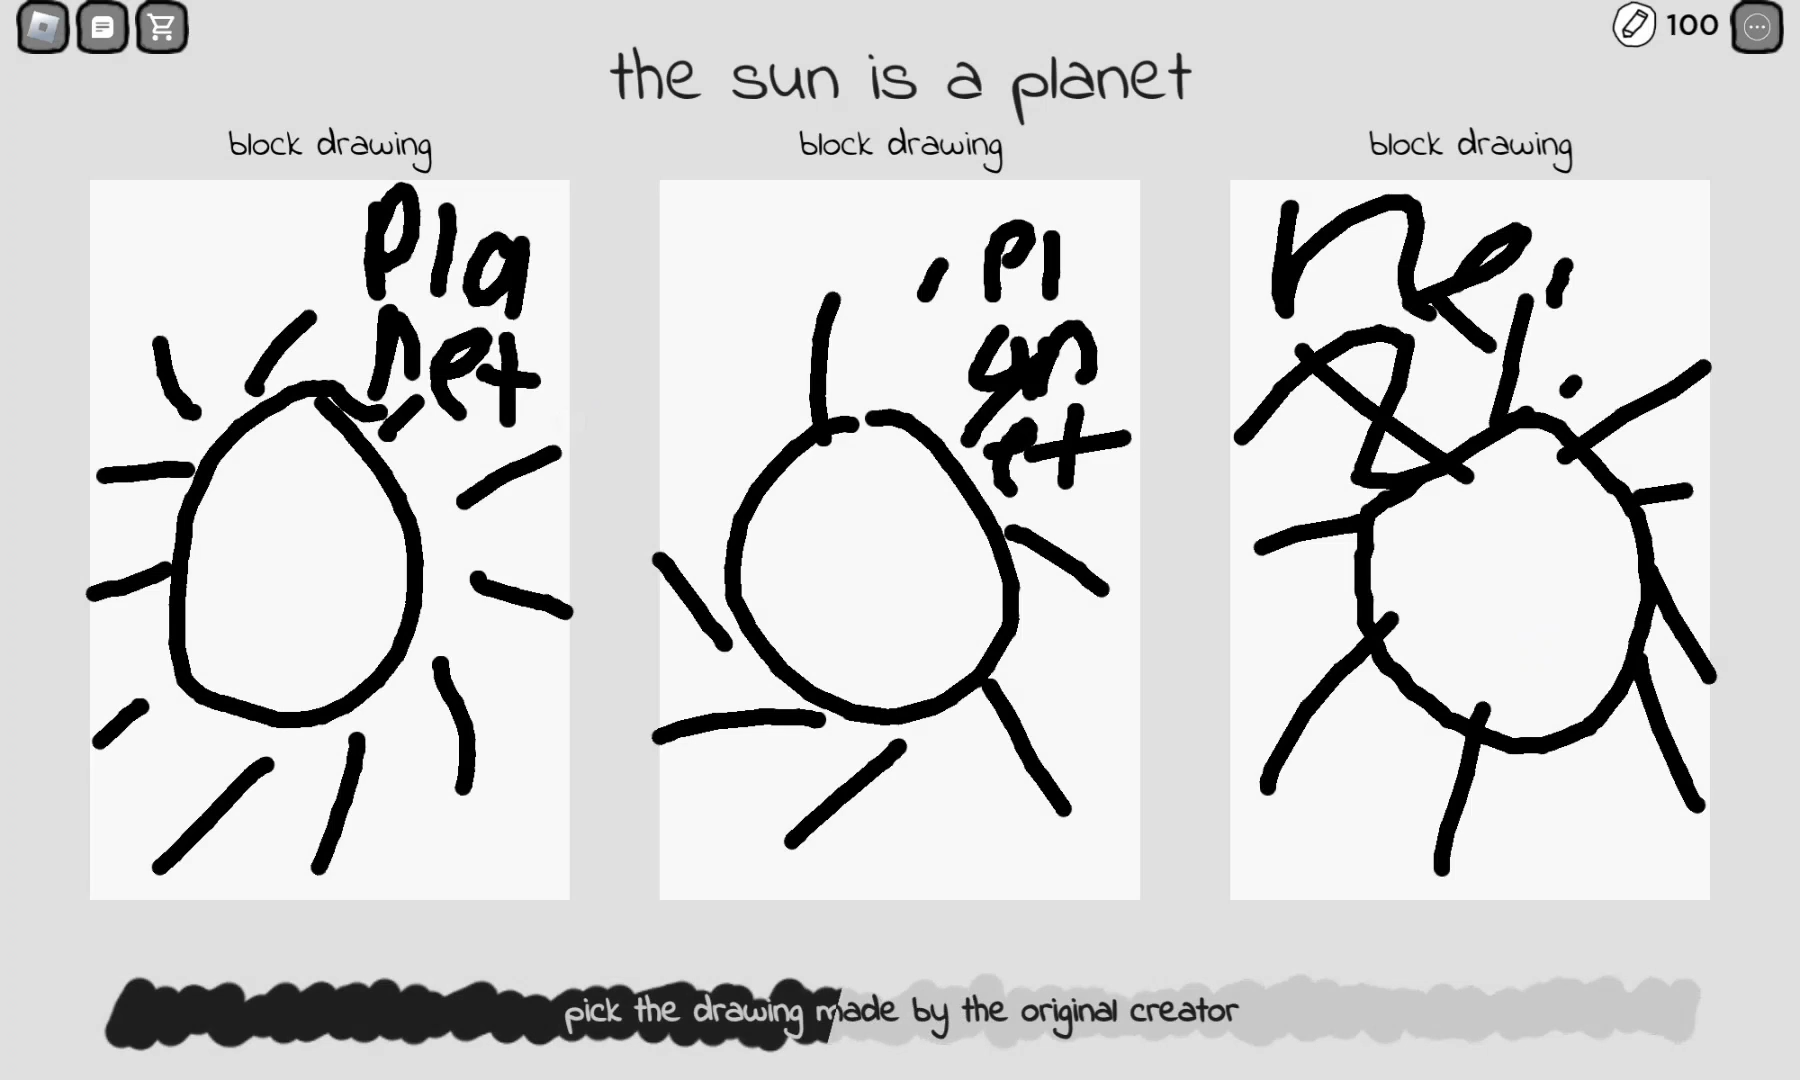 100
the sun is a planet
block drawing
block drawing
block drawing
Pla
net
Pl
an
et
ne
pick the drawing made by the original creator